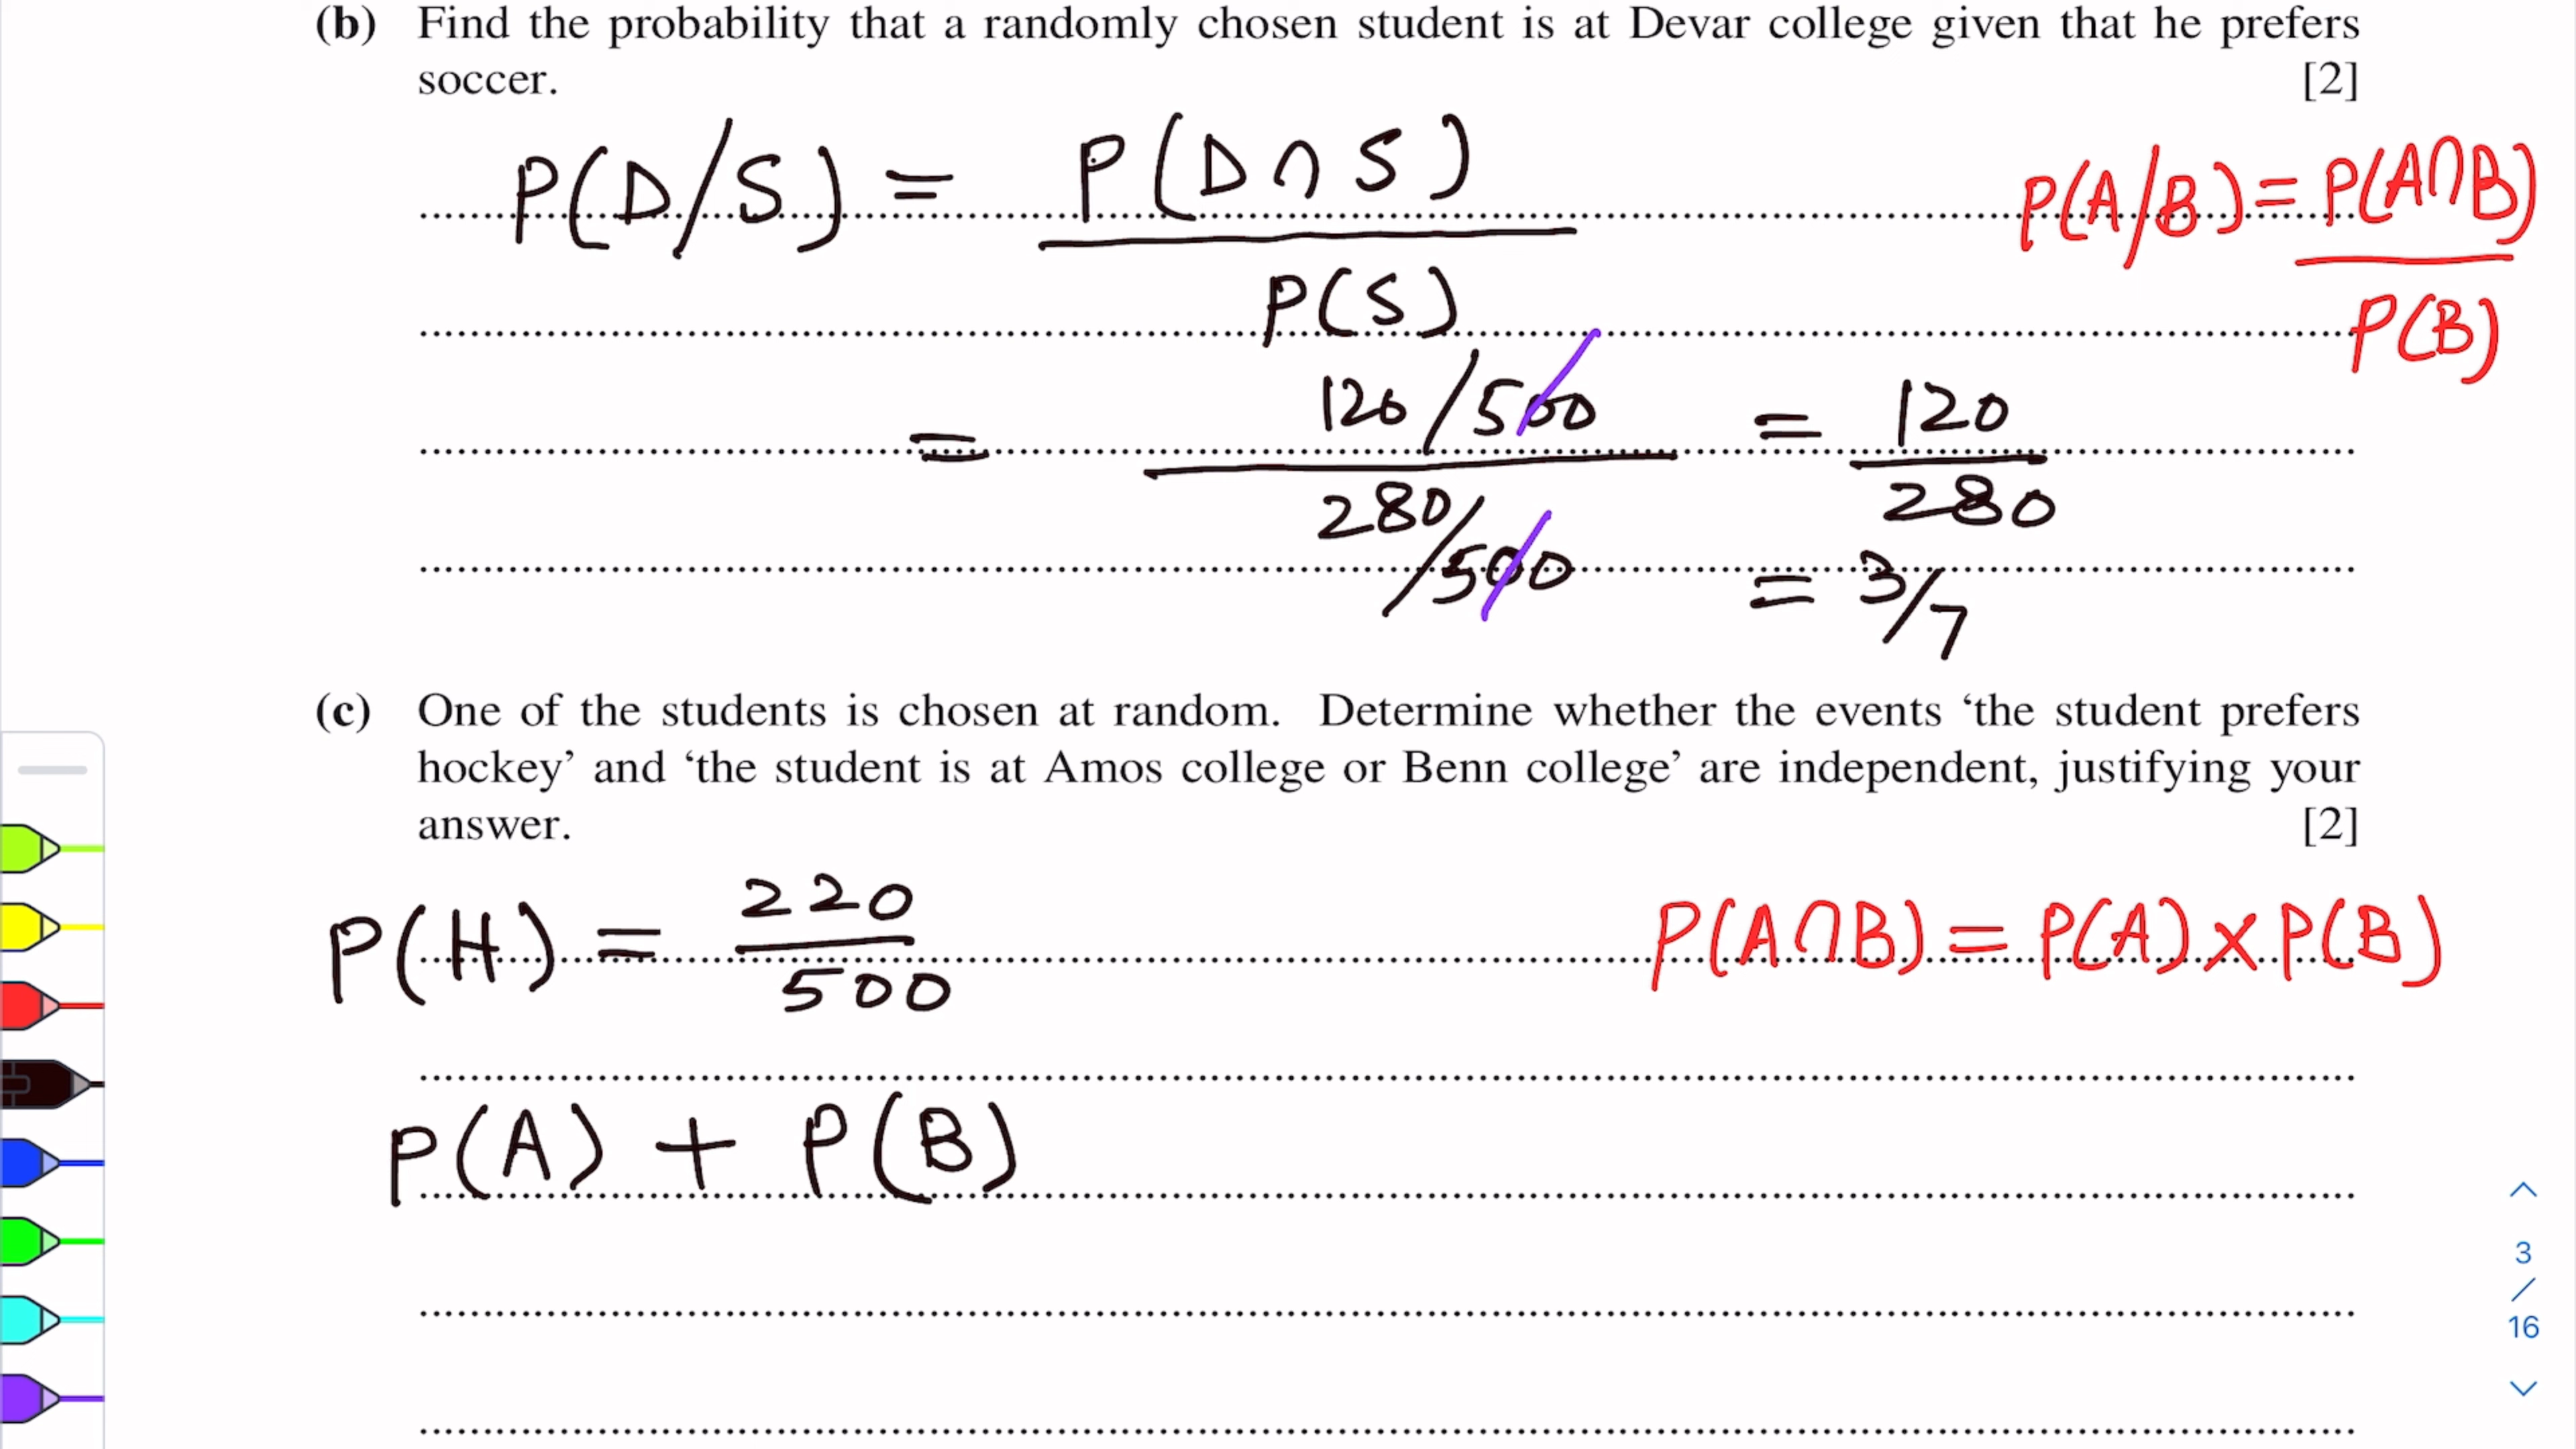 (b) Find the probability that a randomly chosen student is at Devar college given that he prefers
soccer. [2]
P(D/S) = P(D∩S)
P(S)
P(A/B) = P(A∩B)
P(B)
= 120/500
280/500
= 120
280
= 3/7
(c) One of the students is chosen at random. Determine whether the events ‘the student prefers
hockey’ and ‘the student is at Amos college or Benn college’ are independent, justifying your
answer. [2]
P(H) = 220
500
P(A∩B) = P(A) × P(B)
P(A) + P(B)
3
/
16